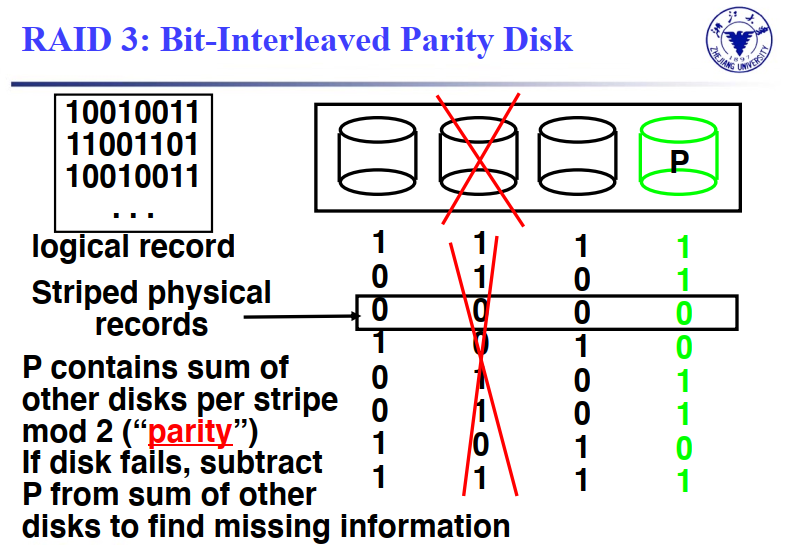 RAID 3: Bit-Interleaved Parity Disk
ZHEJIANG UNIVERSITY
1897
10010011
11001101
10010011
. . .
logical record
Striped physical
records
P contains sum of
other disks per stripe
mod 2 (“parity”)
If disk fails, subtract
P from sum of other
disks to find missing information
P
1 1 1 1
0 1 0 1
0 0 0 0
1 0 1 0
0 1 0 1
0 1 0 1
1 0 1 0
1 1 1 1